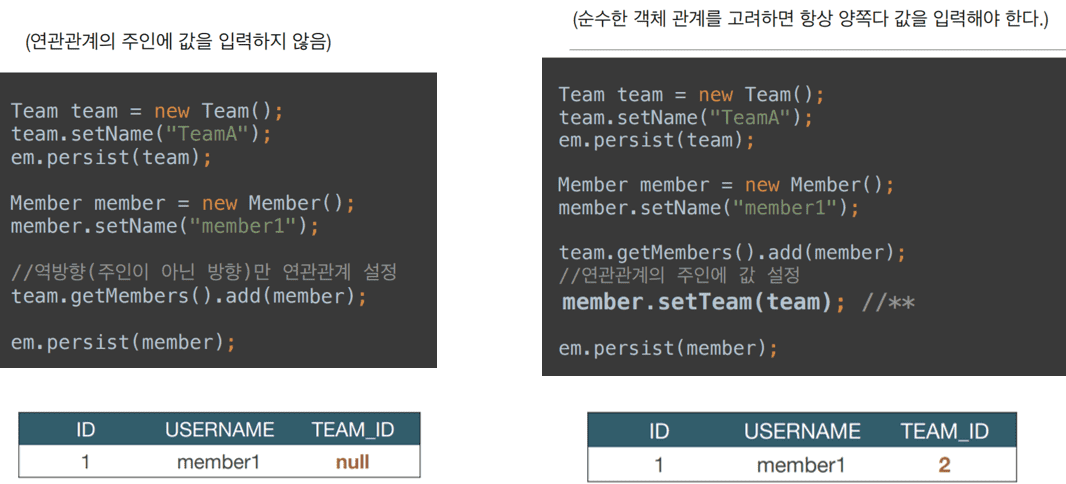 (연관관계의 주인에 값을 입력하지 않음)
Team team = new Team();
team.setName("TeamA");
em.persist(team);
Member member = new Member();
member.setName("member1");
//역방향(주인이 아닌 방향)만 연관관계 설정
team.getMembers().add(member);
em.persist(member);
ID USERNAME TEAM_ID
1 member1 null
(순수한 객체 관계를 고려하면 항상 양쪽다 값을 입력해야 한다.)
Team team = new Team();
team.setName("TeamA");
em.persist(team);
Member member = new Member();
member.setName("member1");
team.getMembers().add(member);
//연관관계의 주인에 값 설정
member.setTeam(team); //**
em.persist(member);
ID USERNAME TEAM_ID
1 member1 2